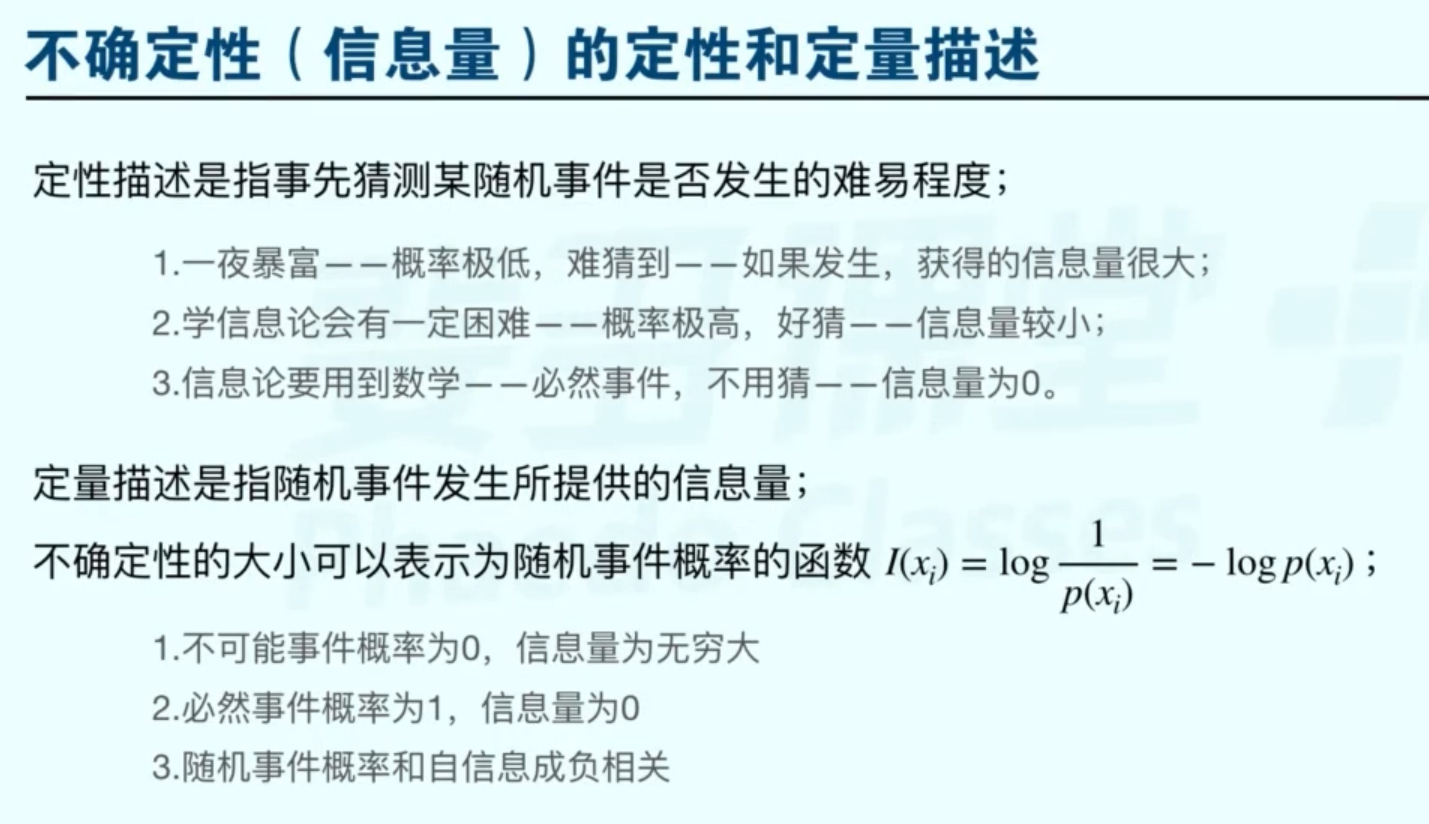 不确定性（信息量）的定性和定量描述
定性描述是指事先猜测某随机事件是否发生的难易程度；
1.一夜暴富——概率极低，难猜到——如果发生，获得的信息量很大；
2.学信息论会有一定困难——概率极高，好猜——信息量较小；
3.信息论要用到数学——必然事件，不用猜——信息量为0。
定量描述是指随机事件发生所提供的信息量；
不确定性的大小可以表示为随机事件概率的函数 I(xᵢ) = log 1/p(xᵢ) = − log p(xᵢ)；
1.不可能事件概率为0，信息量为无穷大
2.必然事件概率为1，信息量为0
3.随机事件概率和自信息成负相关
Phaedo Classes